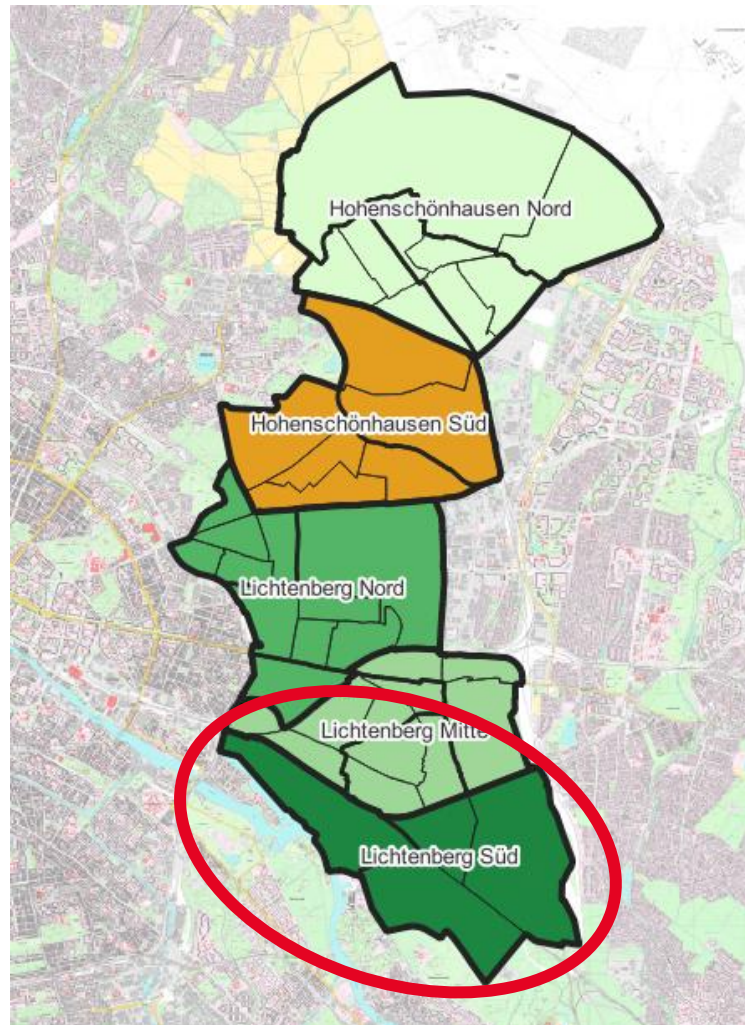 Hohenschönhausen Nord
Hohenschönhausen Süd
Lichtenberg Nord
Lichtenberg Mitte
Lichtenberg Süd